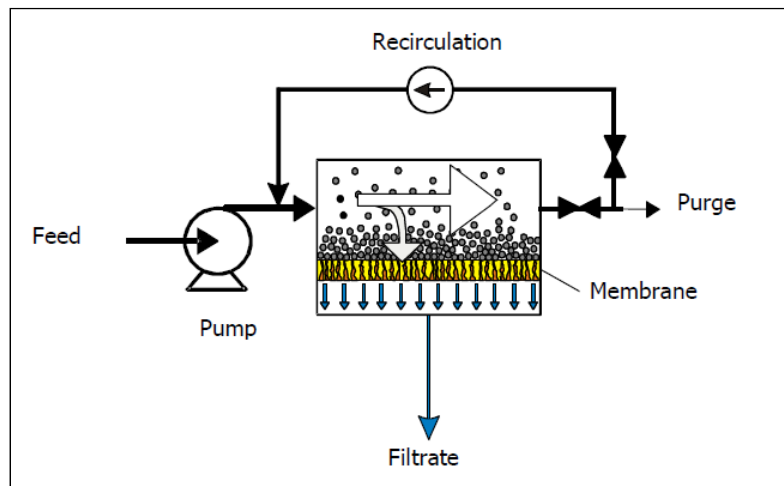 Recirculation
Feed
Purge
Membrane
Pump
Filtrate